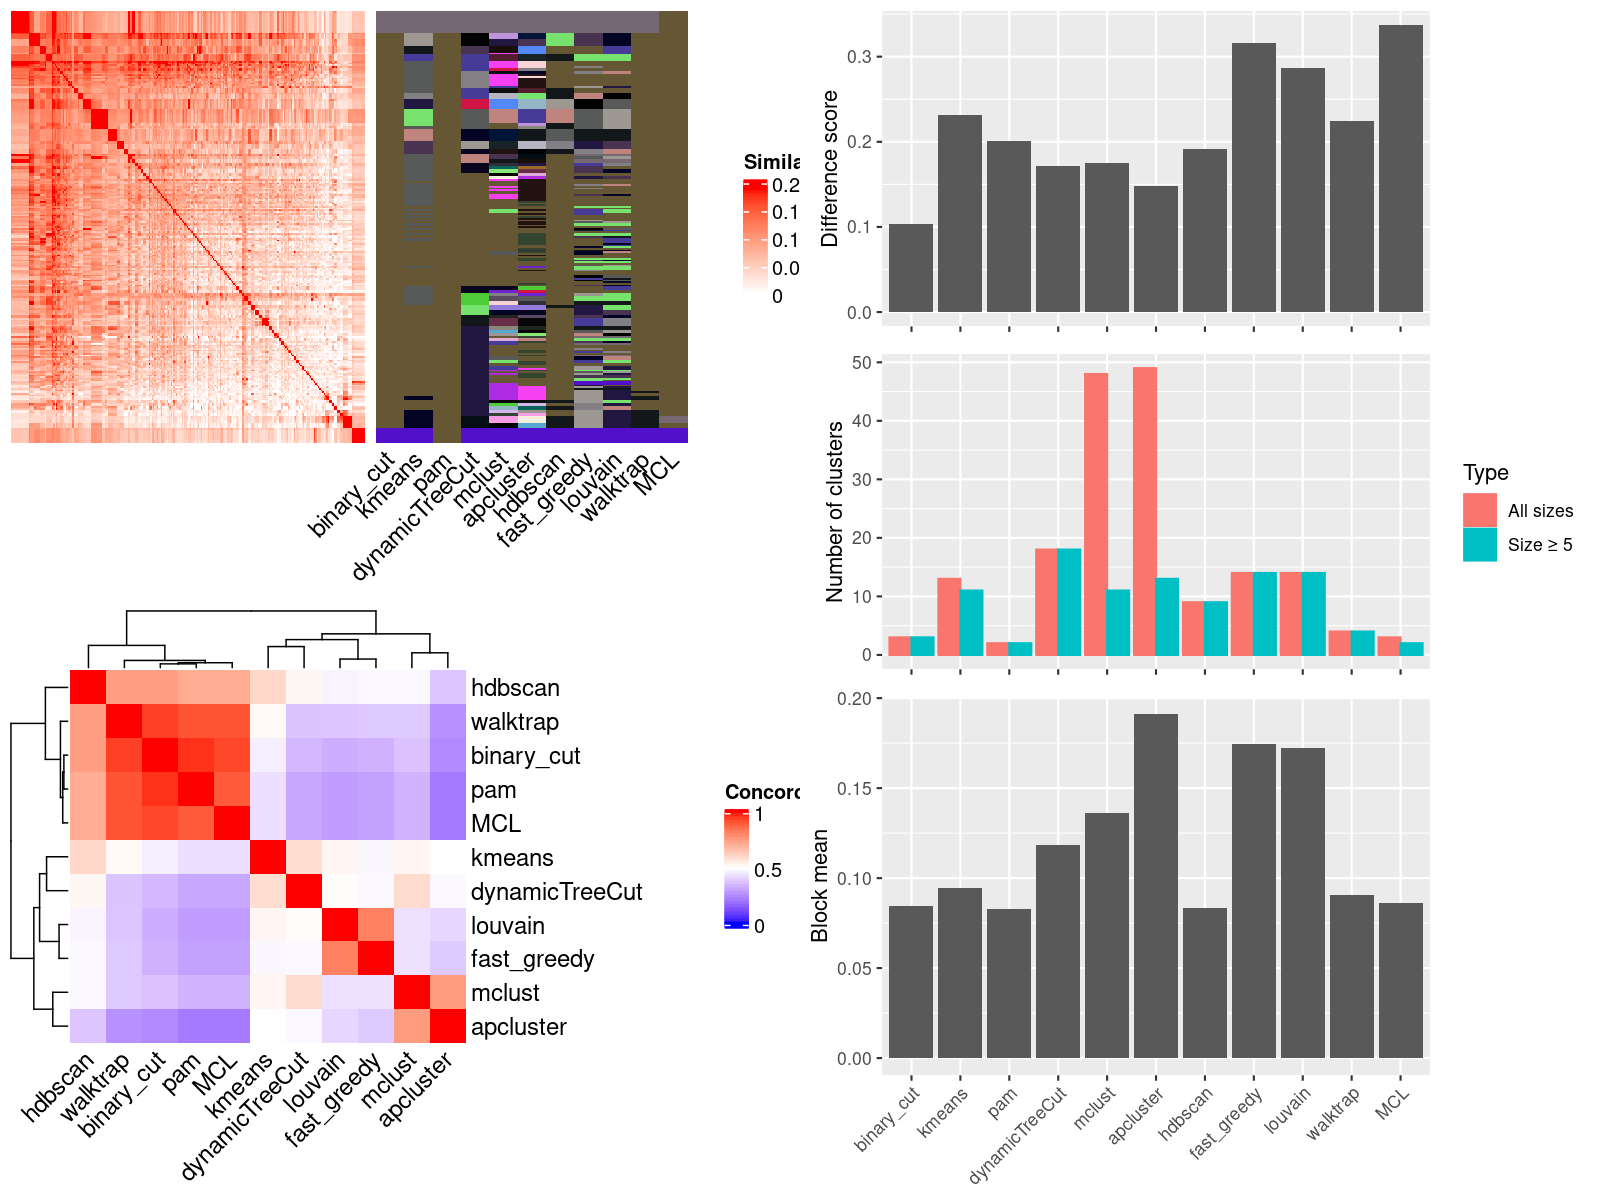 Simila
0.2
0.1
0.1
0.0
0
binary_cut
kmeans
pam
dynamicTreeCut
mclust
apcluster
hdbscan
fast_greedy
louvain
walktrap
MCL
Difference score
0.3
0.2
0.1
0.0
Number of clusters
50
40
30
20
10
0
Type
All sizes
Size ≥ 5
hdbscan
walktrap
binary_cut
pam
MCL
kmeans
dynamicTreeCut
louvain
fast_greedy
mclust
apcluster
hdbscan
walktrap
binary_cut
pam
MCL
kmeans
dynamicTreeCut
louvain
fast_greedy
mclust
apcluster
Concord
1
0.5
0
Block mean
0.20
0.15
0.10
0.05
0.00
binary_cut
kmeans
pam
dynamicTreeCut
mclust
apcluster
hdbscan
fast_greedy
louvain
walktrap
MCL